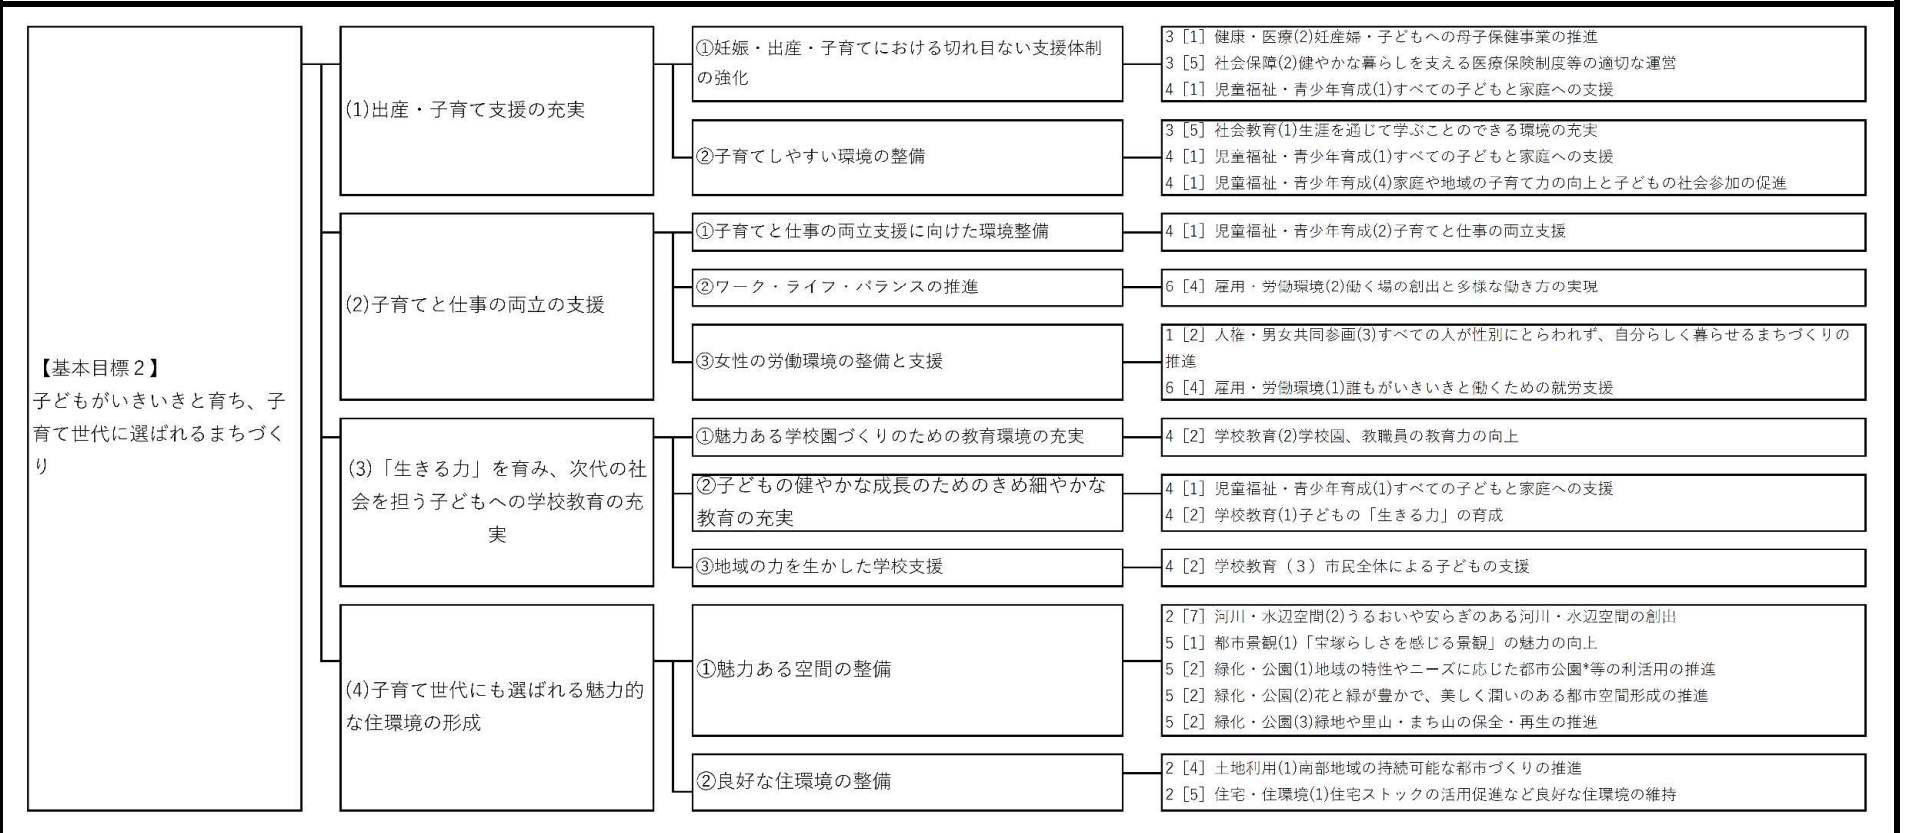 【基本目標２】
子どもがいきいきと育ち、子
育て世代に選ばれるまちづく
り
(1)出産・子育て支援の充実
①妊娠・出産・子育てにおける切れ目ない支援体制
の強化
3［1］健康・医療(2)妊産婦・子どもへの母子保健事業の推進
3［5］社会保障(2)健やかな暮らしを支える医療保険制度等の適切な運営
4［1］児童福祉・青少年育成(1)すべての子どもと家庭への支援
②子育てしやすい環境の整備
3［5］社会教育(1)生涯を通じて学ぶことのできる環境の充実
4［1］児童福祉・青少年育成(1)すべての子どもと家庭への支援
4［1］児童福祉・青少年育成(4)家庭や地域の子育て力の向上と子どもの社会参加の促進
(2)子育てと仕事の両立の支援
①子育てと仕事の両立支援に向けた環境整備
4［1］児童福祉・青少年育成(2)子育てと仕事の両立支援
②ワーク・ライフ・バランスの推進
6［4］雇用・労働環境(2)働く場の創出と多様な働き方の実現
③女性の労働環境の整備と支援
1［2］人権・男女共同参画(3)すべての人が性別にとらわれず、自分らしく暮らせるまちづくりの
推進
6［4］雇用・労働環境(1)誰もがいきいきと働くための就労支援
(3)「生きる力」を育み、次代の社
会を担う子どもへの学校教育の充
実
①魅力ある学校園づくりのための教育環境の充実
4［2］学校教育(2)学校園、教職員の教育力の向上
②子どもの健やかな成長のためのきめ細やかな
教育の充実
4［1］児童福祉・青少年育成(1)すべての子どもと家庭への支援
4［2］学校教育(1)子どもの「生きる力」の育成
③地域の力を生かした学校支援
4［2］学校教育（３）市民全体による子どもの支援
(4)子育て世代にも選ばれる魅力的
な住環境の形成
①魅力ある空間の整備
2［7］河川・水辺空間(2)うるおいや安らぎのある河川・水辺空間の創出
5［1］都市景観(1)「宝塚らしさを感じる景観」の魅力の向上
5［2］緑化・公園(1)地域の特性やニーズに応じた都市公園*等の利活用の推進
5［2］緑化・公園(2)花と緑が豊かで、美しく潤いのある都市空間形成の推進
5［2］緑化・公園(3)緑地や里山・まち山の保全・再生の推進
②良好な住環境の整備
2［4］土地利用(1)南部地域の持続可能な都市づくりの推進
2［5］住宅・住環境(1)住宅ストックの活用促進など良好な住環境の維持